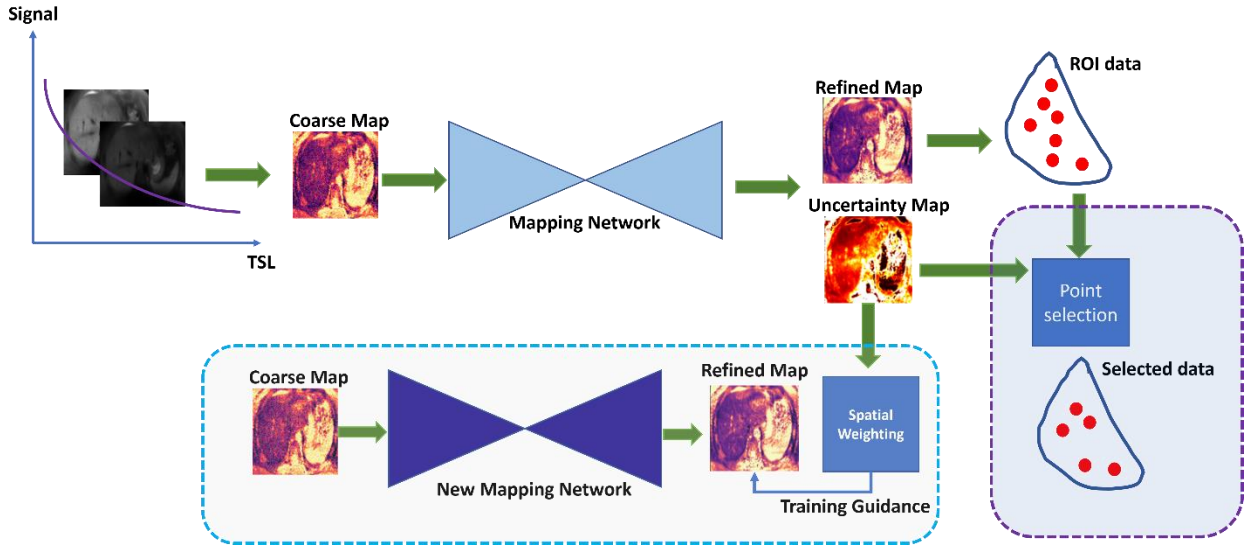 Signal
ROI data
Refined Map
Coarse Map
Uncertainty Map
Mapping Network
TSL
Point
selection
Coarse Map
Refined Map
Selected data
Spatial
Weighting
New Mapping Network
Training Guidance